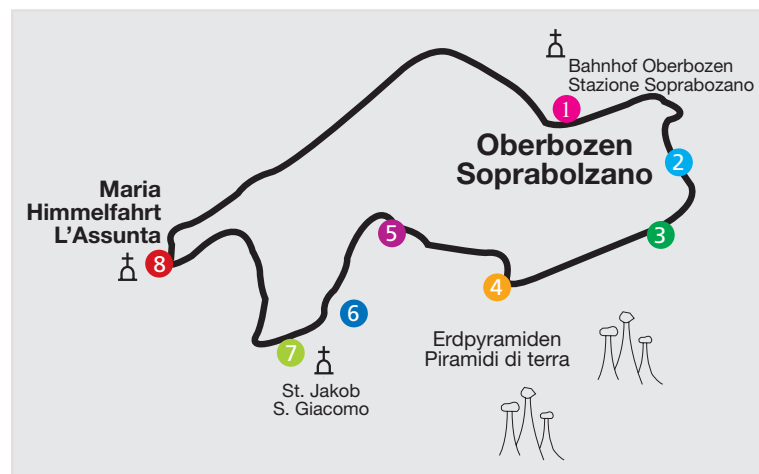 Bahnhof Oberbozen
Stazione Soprabozano
1
Oberbozen
Soprabolzano
2
Maria
Himmelfahrt
L'Assunta
5
3
8
4
6
Erdpyramiden
Piramidi di terra
7
St. Jakob
S. Giacomo